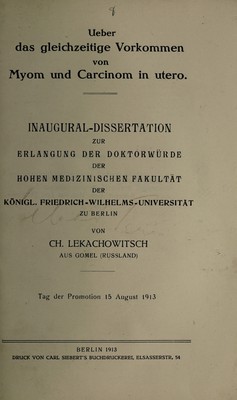 Ueber
das gleichzeitige Vorkommen
von
Myom und Carcinom in utero.
INAUGURAL-DISSERTATION
ZUR
ERLANGUNG DER DOKTORWÜRDE
DER
HOHEN MEDIZINISCHEN FAKULTÄT
DER
KÖNIGL. FRIEDRICH-WILHELMS-UNIVERSITÄT
ZU BERLIN
VON
CH. LEKACHOWITSCH
AUS GOMEL (RUSSLAND)
Tag der Promotion 15 August 1913
BERLIN 1913
DRUCK VON CARL SIEBERT'S BUCHDRUCKEREI, ELSASSERSTR, 54